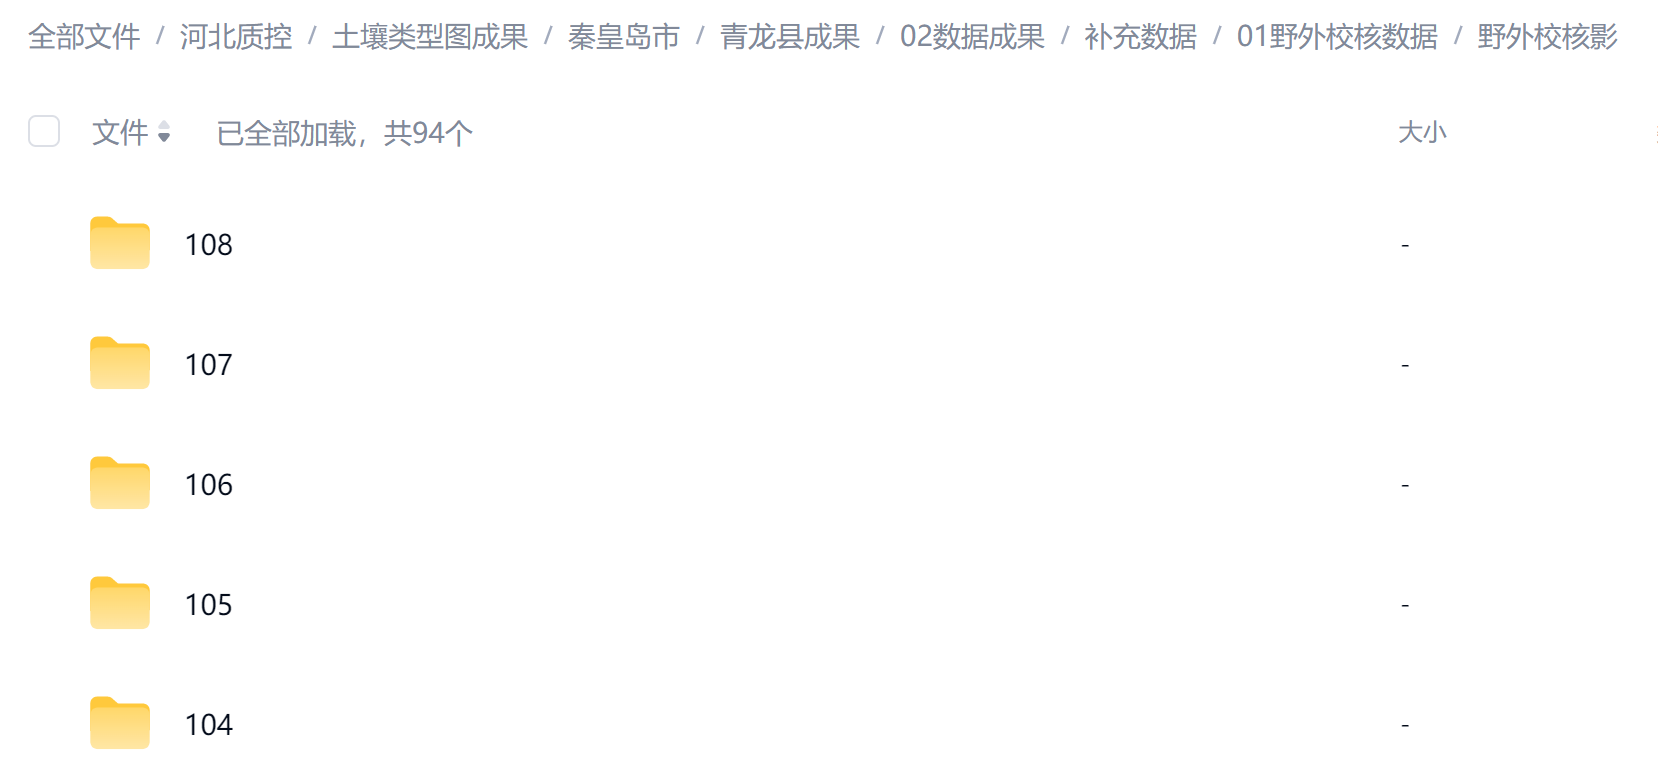 全部文件 / 河北质控 / 土壤类型图成果 / 秦皇岛市 / 青龙县成果 / 02数据成果 / 补充数据 / 01野外校核数据 / 野外校核影
文件 已全部加载，共94个 大小
108 -
107 -
106 -
105 -
104 -